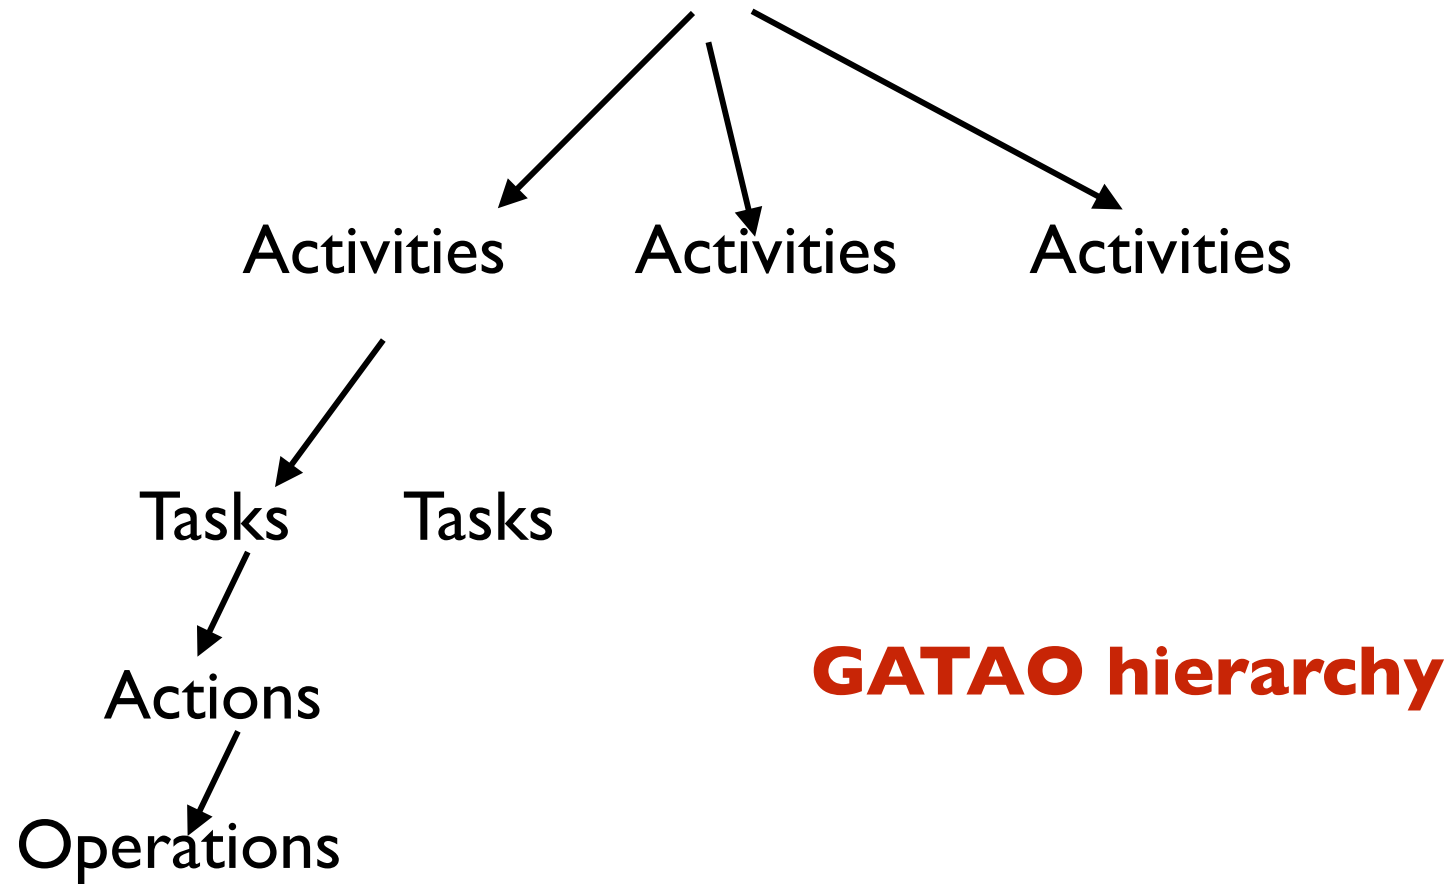 Activities Activities Activities
Tasks Tasks
GATAO hierarchy
Actions
Operations